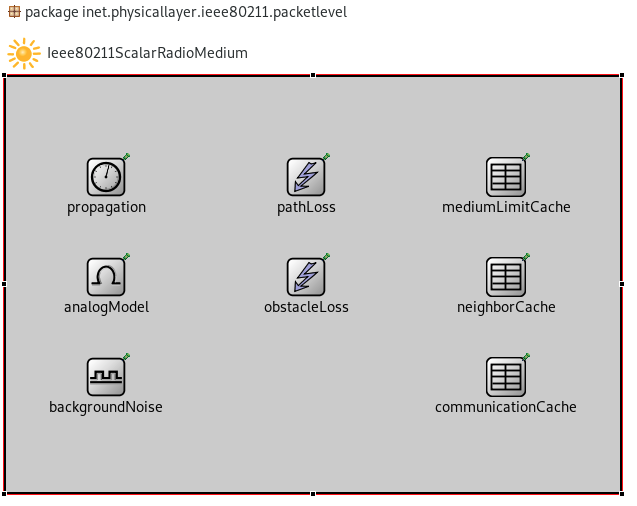 package inet.physicallayer.ieee80211.packetlevel
Ieee80211ScalarRadioMedium
propagation
pathLoss
mediumLimitCache
analogModel
obstacleLoss
neighborCache
backgroundNoise
communicationCache